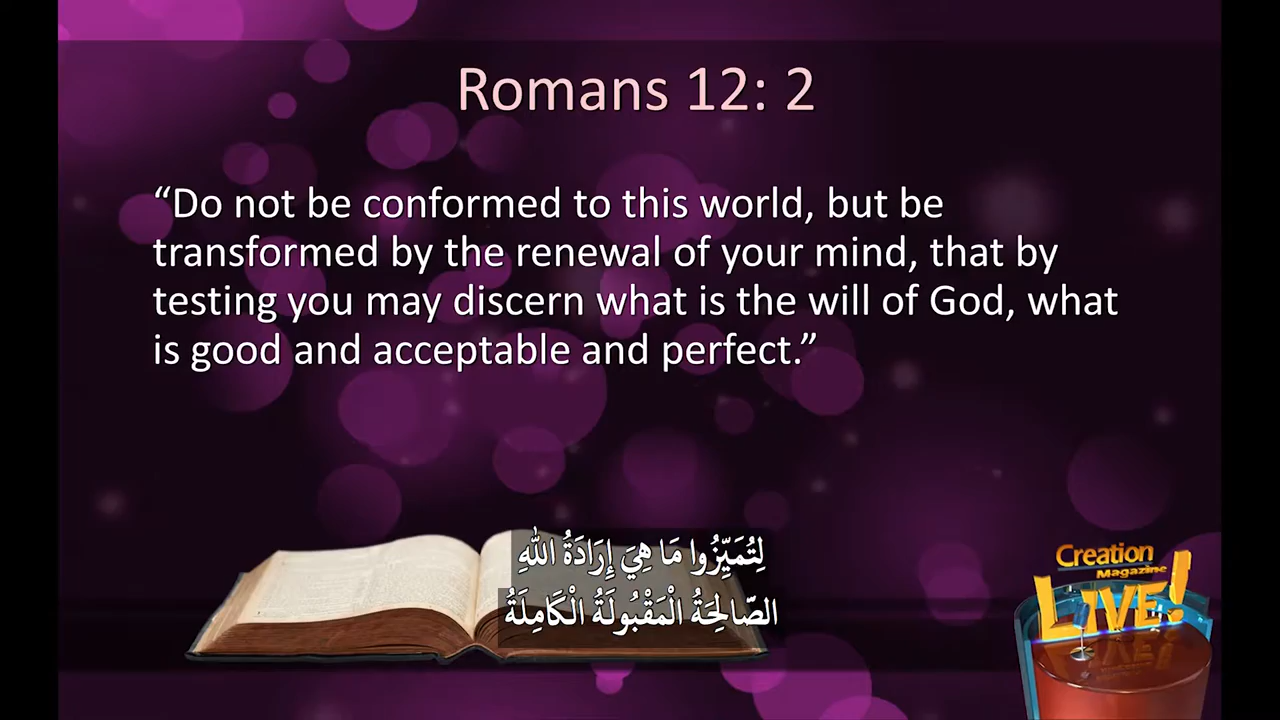 Romans 12: 2
“Do not be conformed to this world, but be
transformed by the renewal of your mind, that by
testing you may discern what is the will of God, what
is good and acceptable and perfect.”
لِتُمَيِّزُوا مَا هِيَ إِرَادَةُ اللهِ
الصَّالِحَةُ الْمَقْبُولَةُ الْكَامِلَةُ
Creation
Magazine
LIVE!